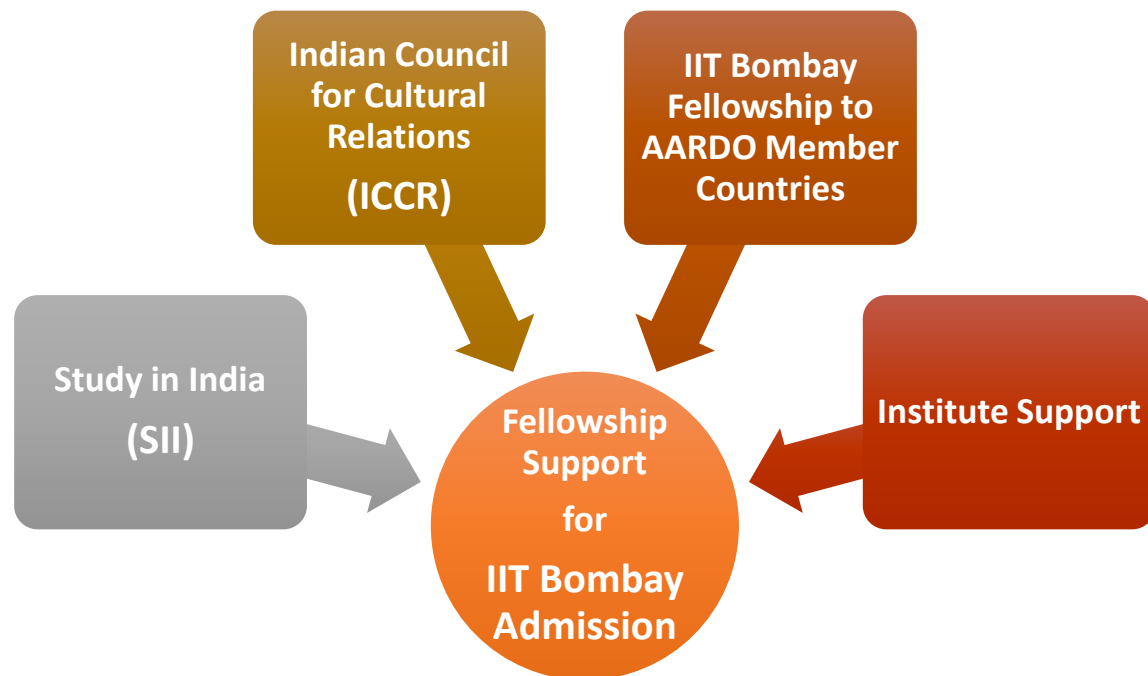 Indian Council
for Cultural
Relations
(ICCR)
IIT Bombay
Fellowship to
AARDO Member
Countries
Study in India
(SII)
Institute Support
Fellowship
Support
for
IIT Bombay
Admission